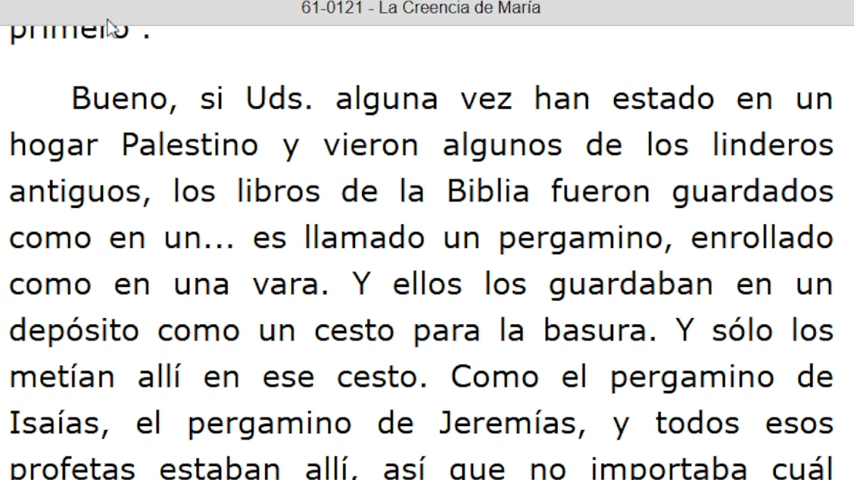 61-0121 - La Creencia de María
primero".
Bueno, si Uds. alguna vez han estado en un
hogar Palestino y vieron algunos de los linderos
antiguos, los libros de la Biblia fueron guardados
como en un... es llamado un pergamino, enrollado
como en una vara. Y ellos los guardaban en un
depósito como un cesto para la basura. Y sólo los
metían allí en ese cesto. Como el pergamino de
Isaías, el pergamino de Jeremías, y todos esos
profetas estaban allí, así que no importaba cuál